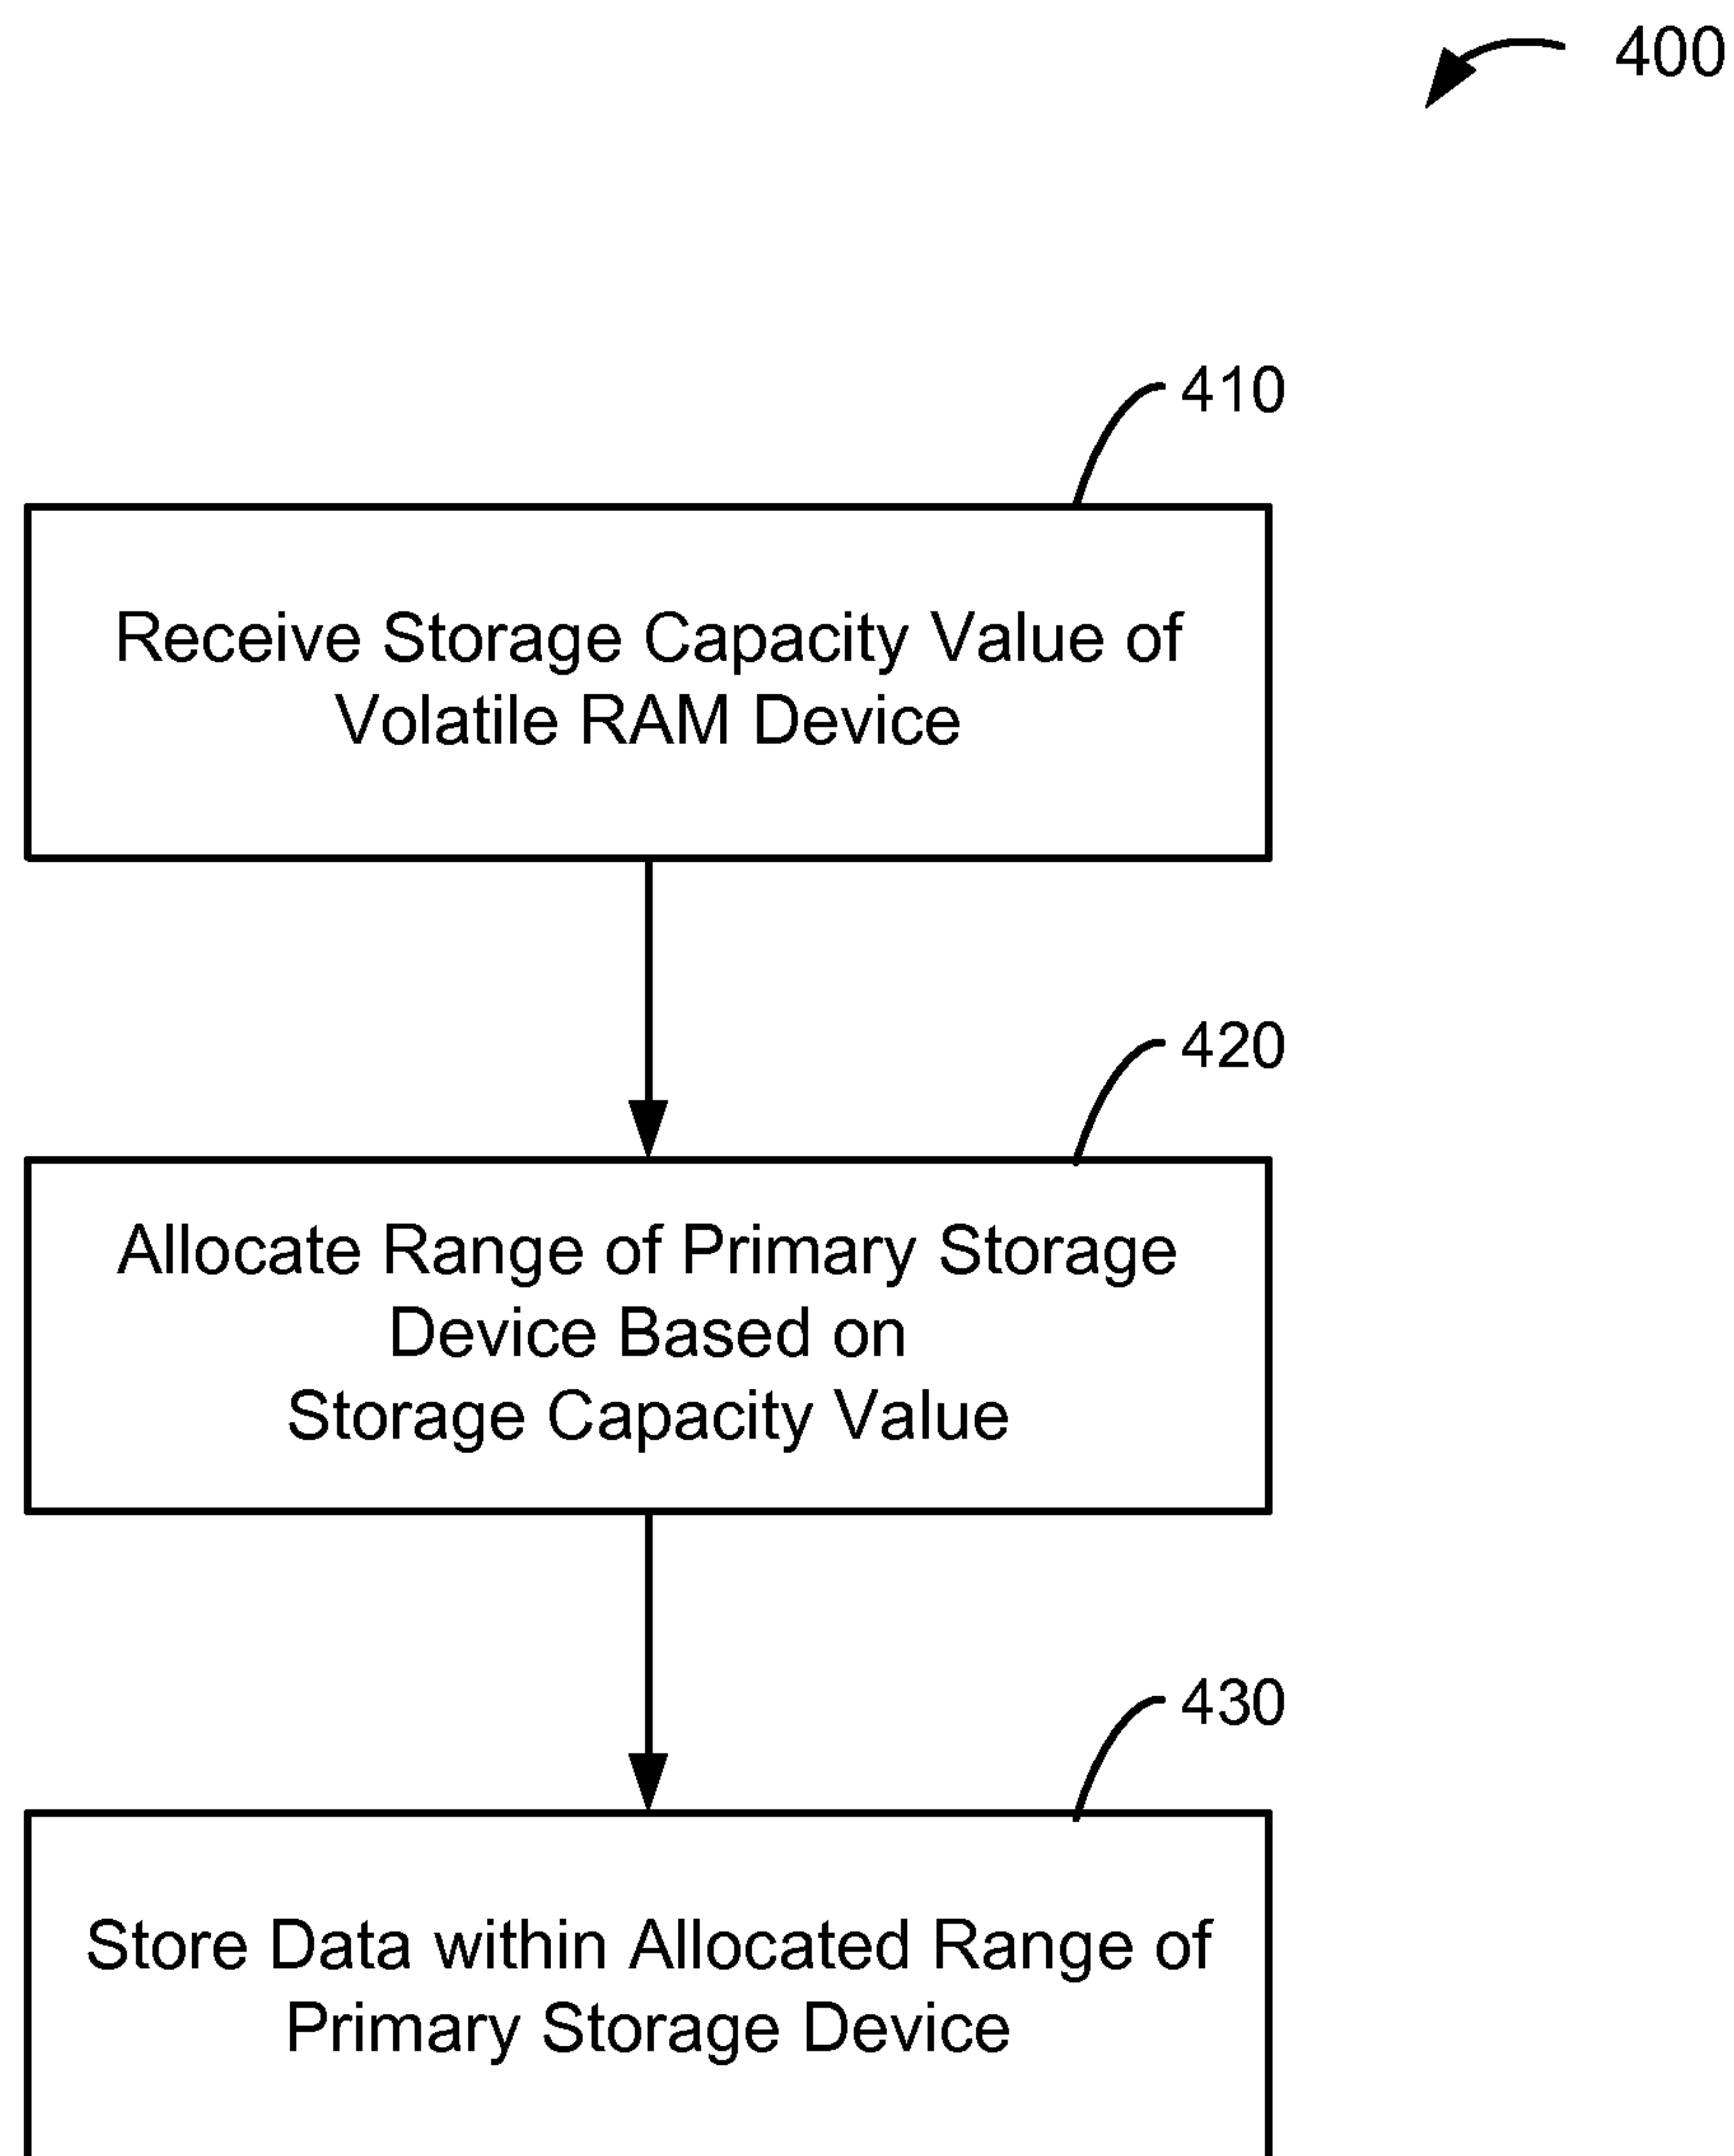 400
410
Receive Storage Capacity Value of
Volatile RAM Device
420
Allocate Range of Primary Storage
Device Based on
Storage Capacity Value
430
Store Data within Allocated Range of
Primary Storage Device